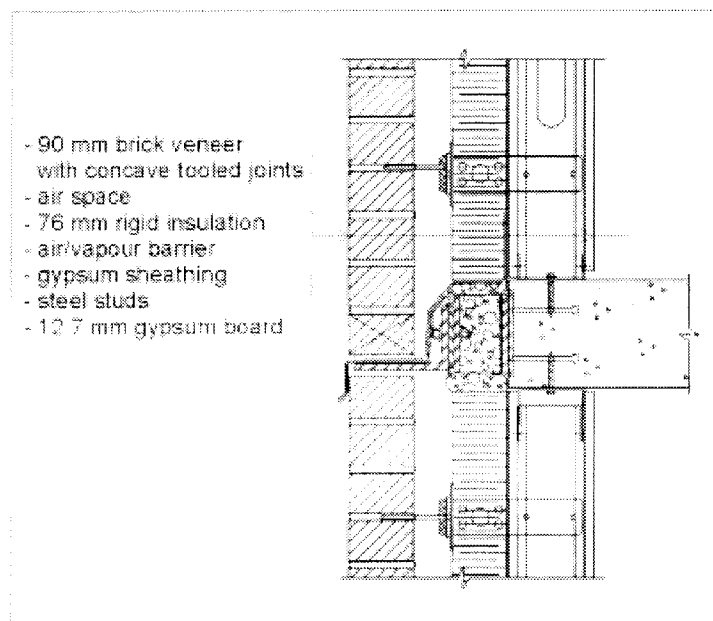 - 90 mm brick veneer
with concave tooled joints
- air space
- 76 mm rigid insulation
- air/vapour barrier
- gypsum sheathing
- steel studs
- 12.7 mm gypsum board